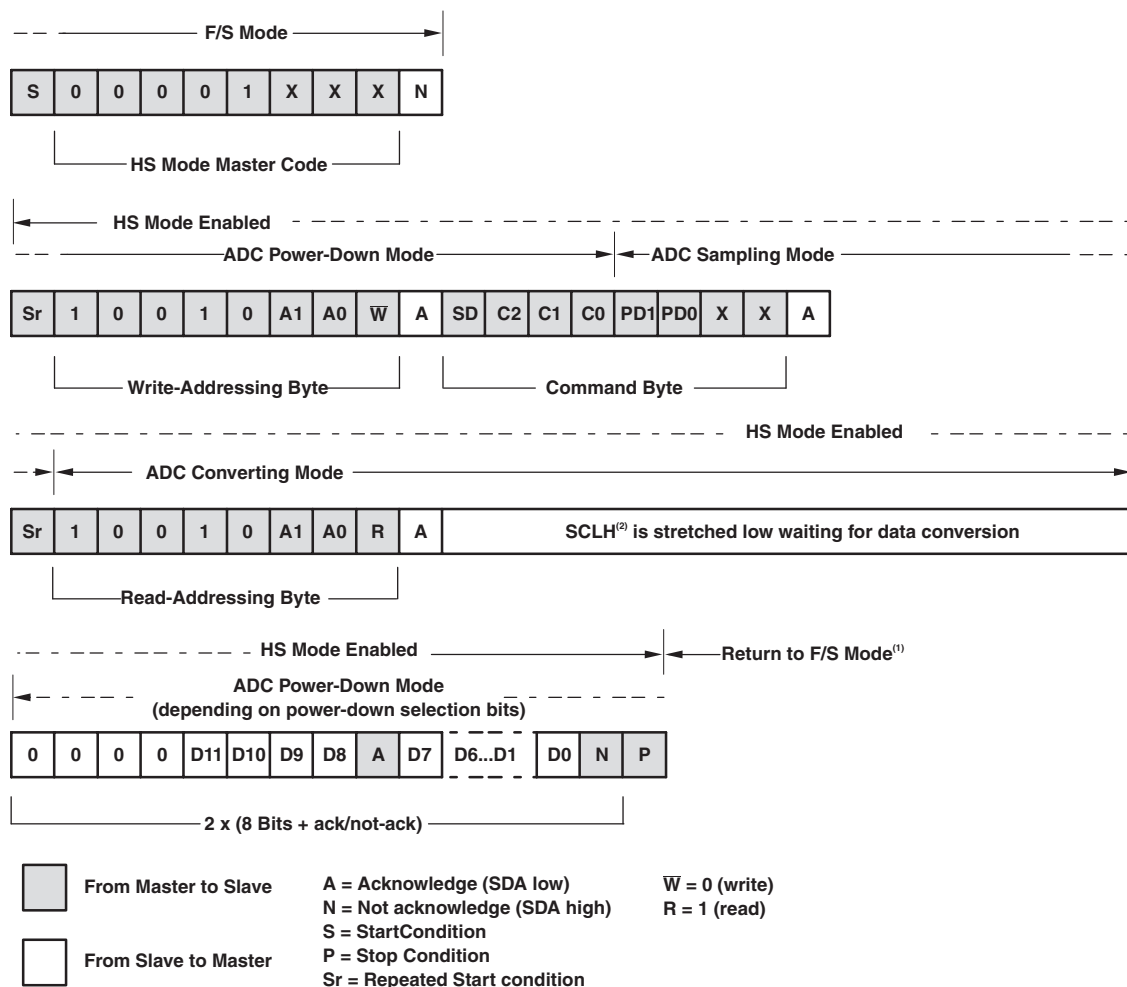 F/S Mode
S 0 0 0 0 1 X X X N
HS Mode Master Code
HS Mode Enabled
ADC Power-Down Mode ADC Sampling Mode
Sr 1 0 0 1 0 A1 A0 W̅ A SD C2 C1 C0 PD1 PD0 X X A
Write-Addressing Byte Command Byte
HS Mode Enabled
ADC Converting Mode
Sr 1 0 0 1 0 A1 A0 R A SCLH(2) is stretched low waiting for data conversion
Read-Addressing Byte
HS Mode Enabled Return to F/S Mode(1)
ADC Power-Down Mode
(depending on power-down selection bits)
0 0 0 0 D11 D10 D9 D8 A D7 D6...D1 D0 N P
2 x (8 Bits + ack/not-ack)
From Master to Slave
From Slave to Master
A = Acknowledge (SDA low)
N = Not acknowledge (SDA high)
S = StartCondition
P = Stop Condition
Sr = Repeated Start condition
W̅ = 0 (write)
R = 1 (read)